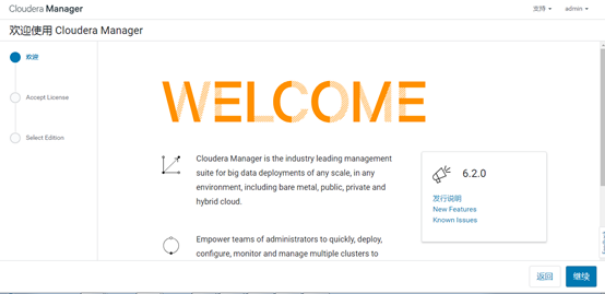 Cloudera Manager
支持
admin
欢迎使用 Cloudera Manager
欢迎
Accept License
Select Edition
WELCOME
Cloudera Manager is the industry leading management
suite for big data deployments of any scale, in any
environment, including bare metal, public, private and
hybrid cloud.
6.2.0
发行说明
New Features
Known Issues
Empower teams of administrators to quickly, deploy,
configure, monitor and manage multiple clusters to
返回
继续